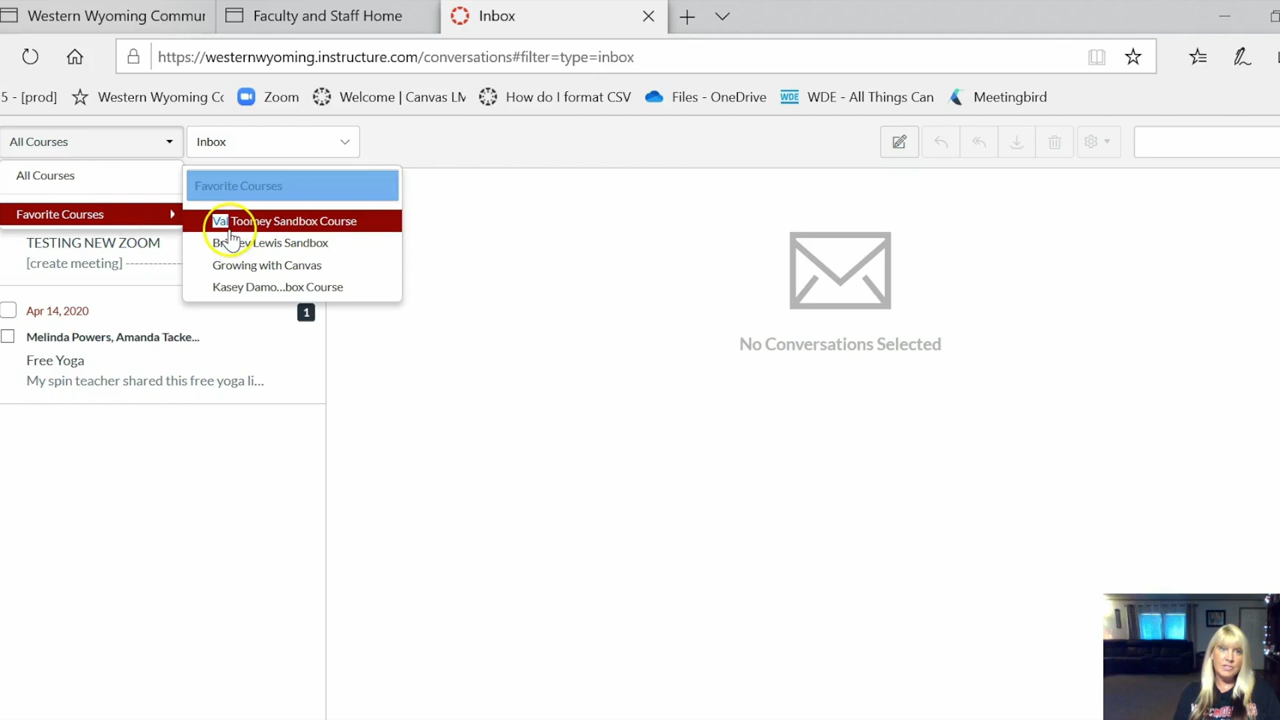 Western Wyoming Commur
Faculty and Staff Home
Inbox
https://westernwyoming.instructure.com/conversations#filter=type=inbox
5 - [prod]
Western Wyoming Cc
Zoom
Welcome | Canvas LM
How do I format CSV
Files - OneDrive
WDE
WDE - All Things Can
Meetingbird
All Courses
Inbox
All Courses
Favorite Courses
Favorite Courses
Val Toomey Sandbox Course
Lewis Sandbox
Growing with Canvas
Kasey Damo...box Course
TESTING NEW ZOOM
[create meeting] -----------
Apr 14, 2020
1
Melinda Powers, Amanda Tacke...
Free Yoga
My spin teacher shared this free yoga li...
No Conversations Selected